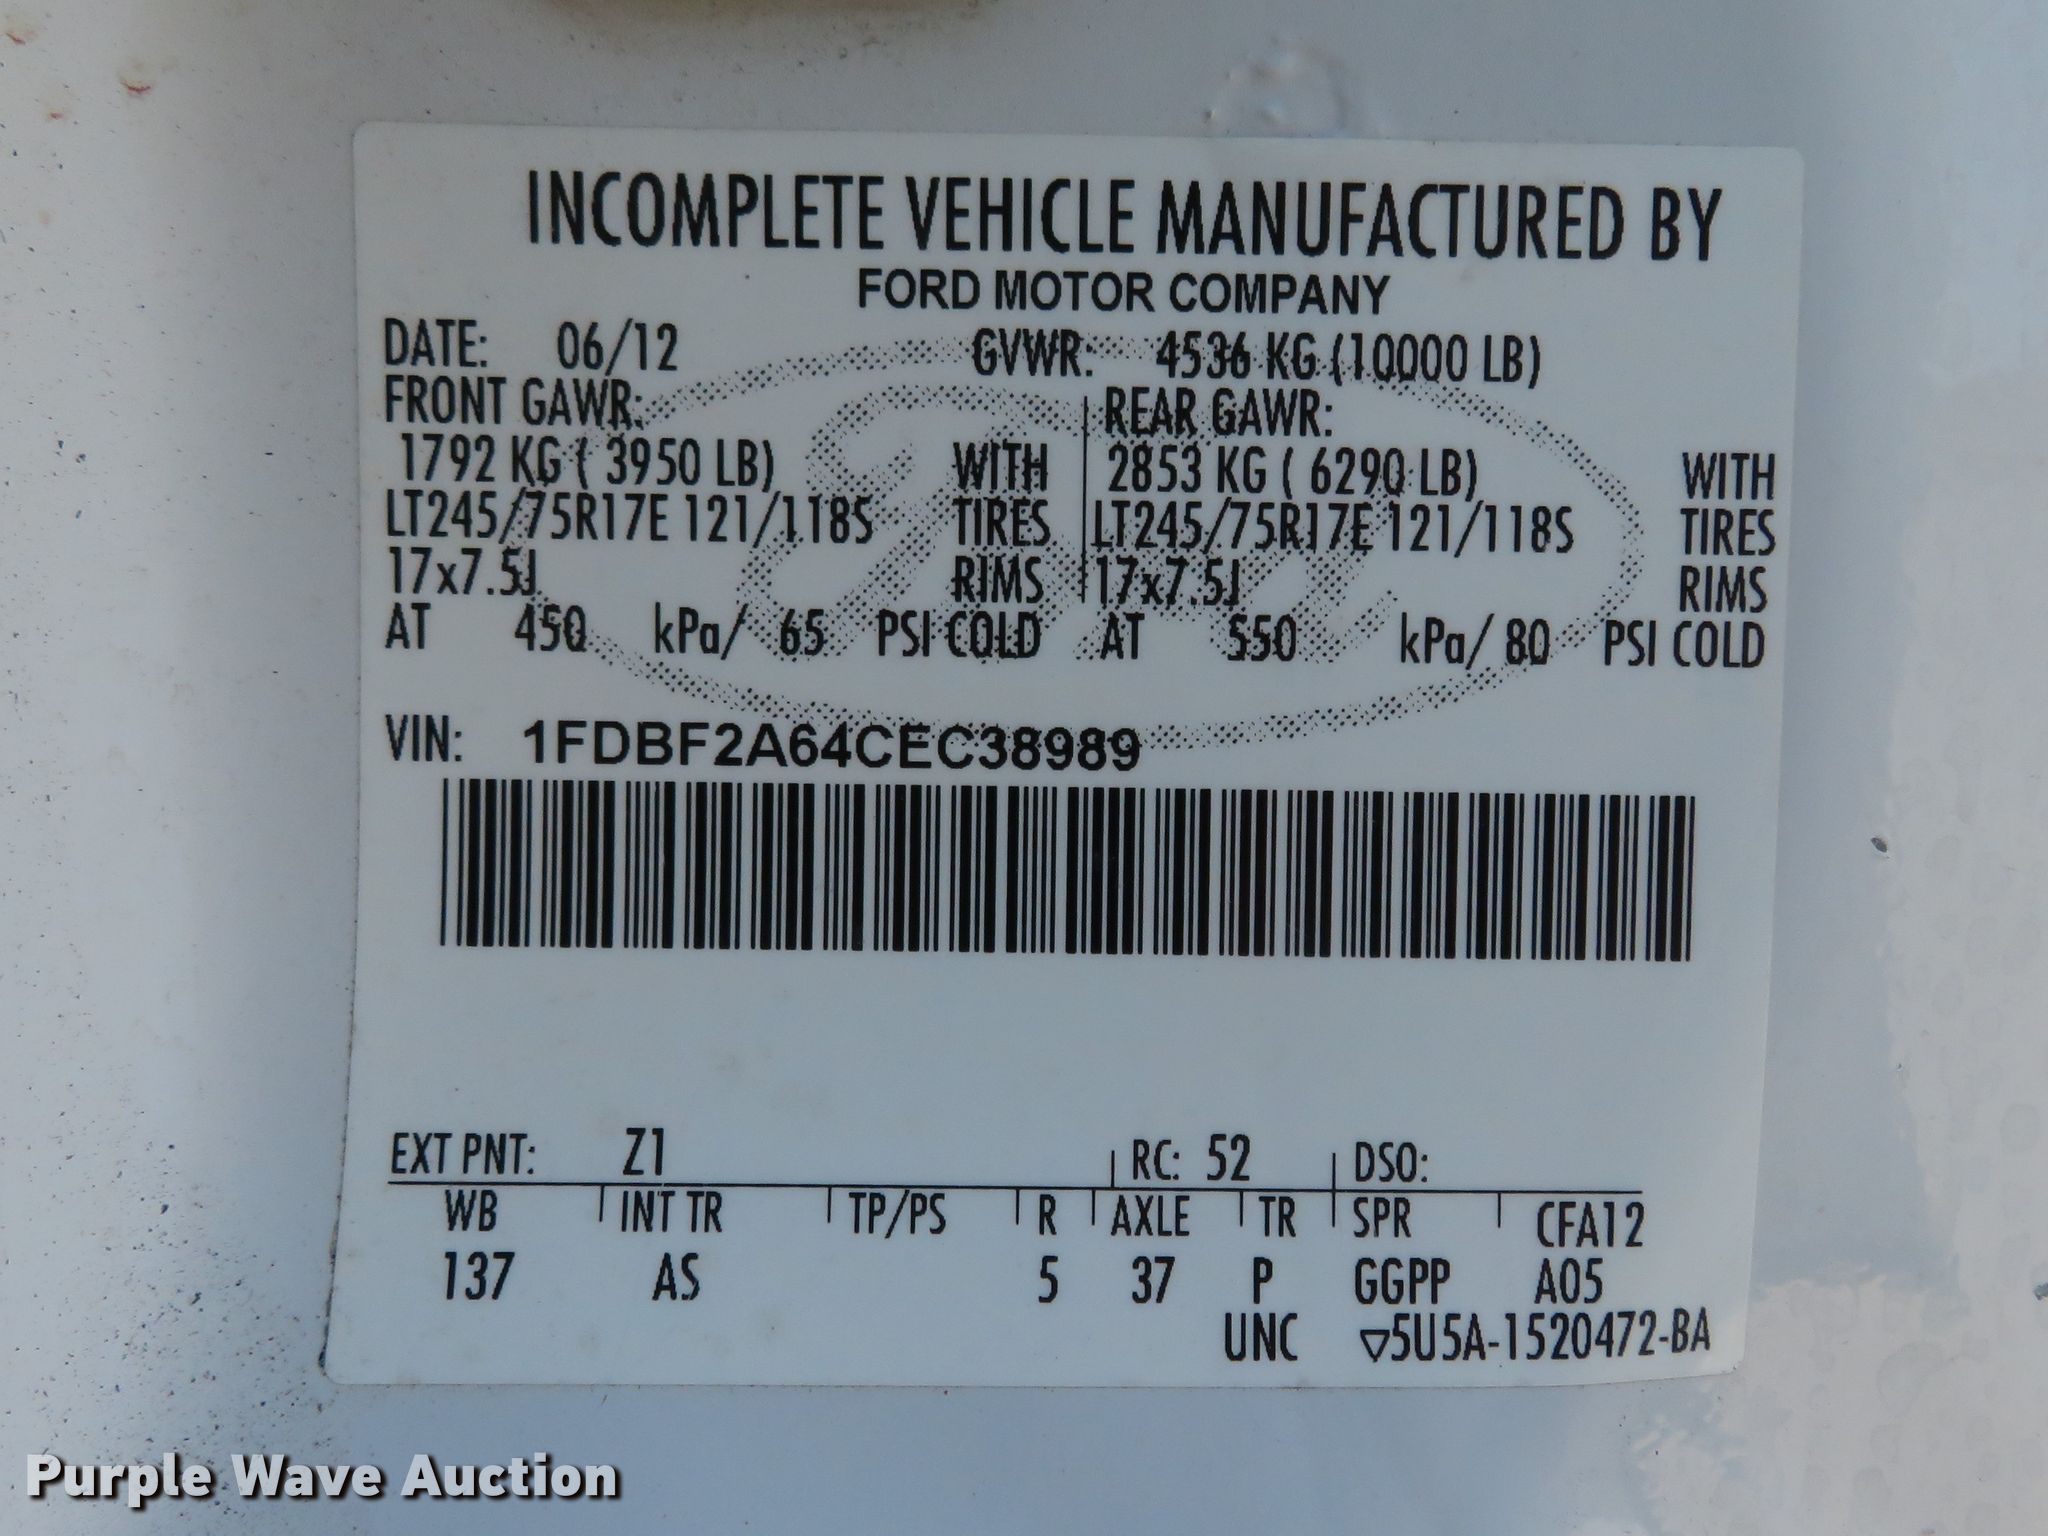 INCOMPLETE VEHICLE MANUFACTURED BY
FORD MOTOR COMPANY
DATE: 06/12 GVWR: 4536 KG (10000 LB)
FRONT GAWR: REAR GAWR:
1792 KG ( 3950 LB) WITH 2853 KG ( 6290 LB) WITH
LT245/75R17E 121/118S TIRES LT245/75R17E 121/118S TIRES
17x7.5J RIMS 17x7.5J RIMS
AT 450 kPa/ 65 PSI COLD AT 550 kPa/ 80 PSI COLD
VIN: 1FDBF2A64CEC38989
EXT PNT: Z1 RC: 52 DSO:
WB INT TR TP/PS R AXLE TR SPR CFA12
137 AS 5 37 P GGPP A05
UNC ▽5U5A-1520472-BA
Purple Wave Auction